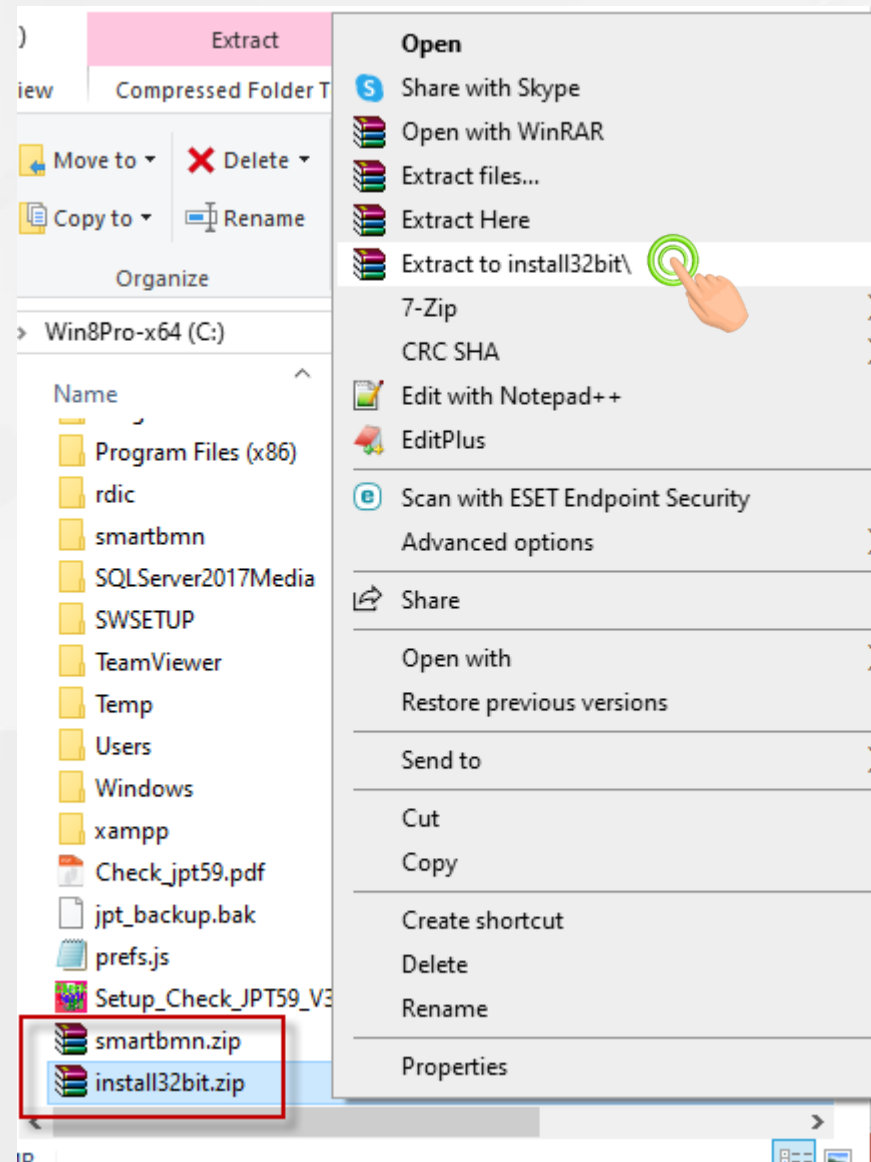 )
Extract
iew
Compressed Folder T
Move to
Delete
Copy to
Rename
Organize
Win8Pro-x64 (C:)
Name
Program Files (x86)
rdic
smartbmn
SQLServer2017Media
SWSETUP
TeamViewer
Temp
Users
Windows
xampp
Check_jpt59.pdf
jpt_backup.bak
prefs.js
Setup_Check_JPT59_V3
smartbmn.zip
install32bit.zip
Open
Share with Skype
Open with WinRAR
Extract files...
Extract Here
Extract to install32bit\
7-Zip
CRC SHA
Edit with Notepad++
EditPlus
Scan with ESET Endpoint Security
Advanced options
Share
Open with
Restore previous versions
Send to
Cut
Copy
Create shortcut
Delete
Rename
Properties